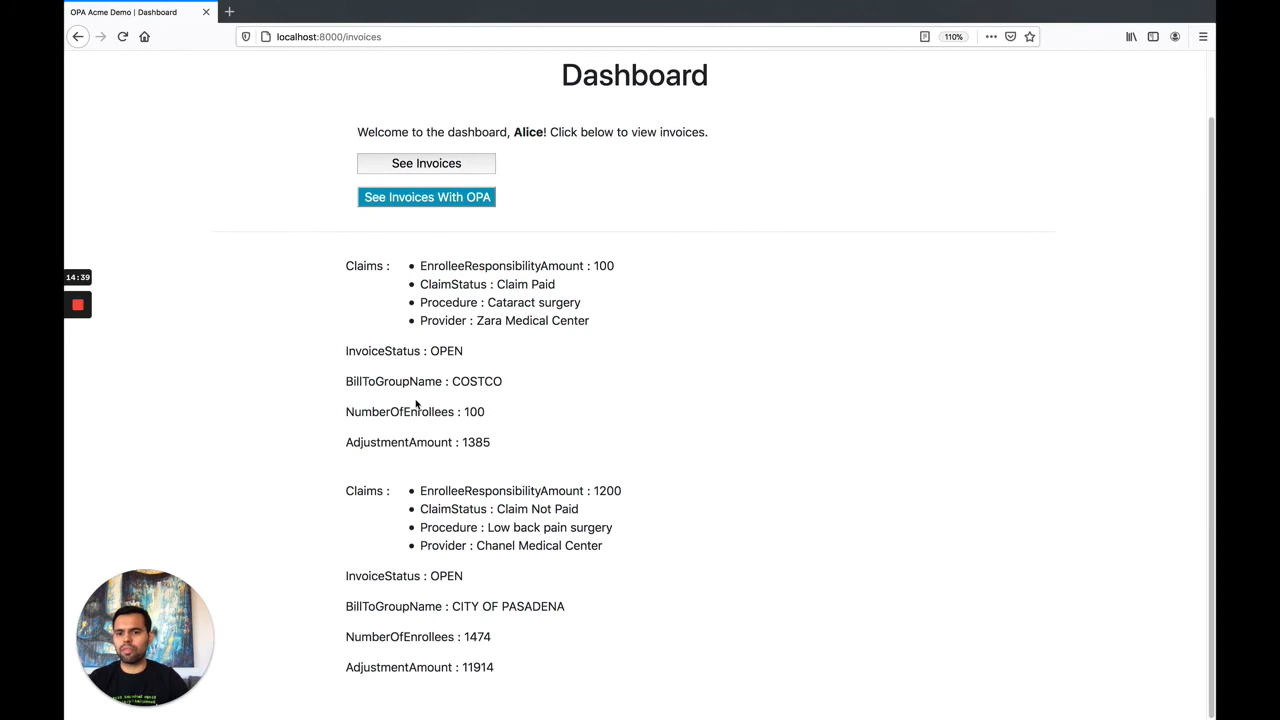 OPA Acme Demo | Dashboard
localhost:8000/invoices
110%
Dashboard
Welcome to the dashboard, Alice! Click below to view invoices.
See Invoices
See Invoices With OPA
14:39
Claims :
EnrolleeResponsibilityAmount : 100
ClaimStatus : Claim Paid
Procedure : Cataract surgery
Provider : Zara Medical Center
InvoiceStatus : OPEN
BillToGroupName : COSTCO
NumberOfEnrollees : 100
AdjustmentAmount : 1385
Claims :
EnrolleeResponsibilityAmount : 1200
ClaimStatus : Claim Not Paid
Procedure : Low back pain surgery
Provider : Chanel Medical Center
InvoiceStatus : OPEN
BillToGroupName : CITY OF PASADENA
NumberOfEnrollees : 1474
AdjustmentAmount : 11914